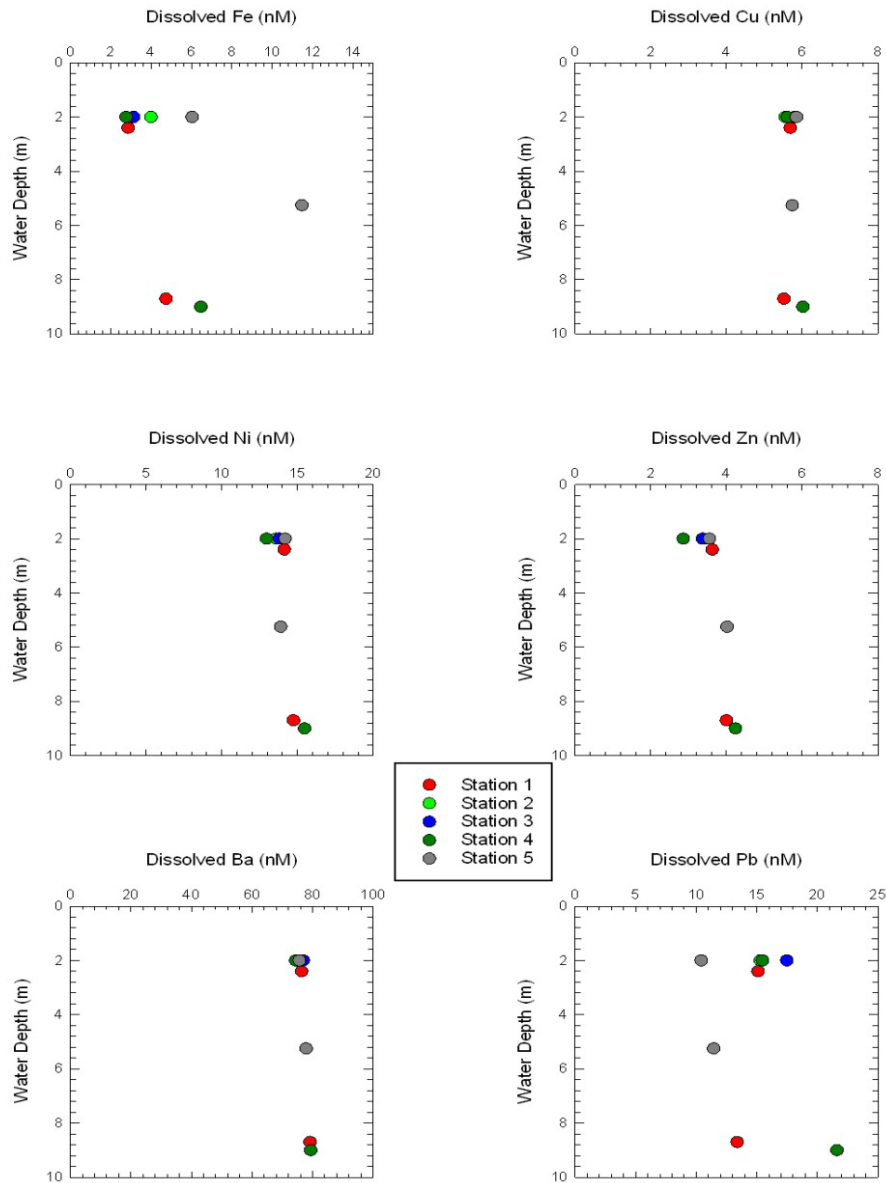 Dissolved Fe (nM)
0 2 4 6 8 10 12 14
Water Depth (m)
0
2
4
6
8
10
Dissolved Cu (nM)
0 2 4 6 8
Water Depth (m)
0
2
4
6
8
10
Dissolved Ni (nM)
0 5 10 15 20
Water Depth (m)
0
2
4
6
8
10
Dissolved Zn (nM)
0 2 4 6 8
Water Depth (m)
0
2
4
6
8
10
Station 1
Station 2
Station 3
Station 4
Station 5
Dissolved Ba (nM)
0 20 40 60 80 100
Water Depth (m)
0
2
4
6
8
10
Dissolved Pb (nM)
0 5 10 15 20 25
Water Depth (m)
0
2
4
6
8
10